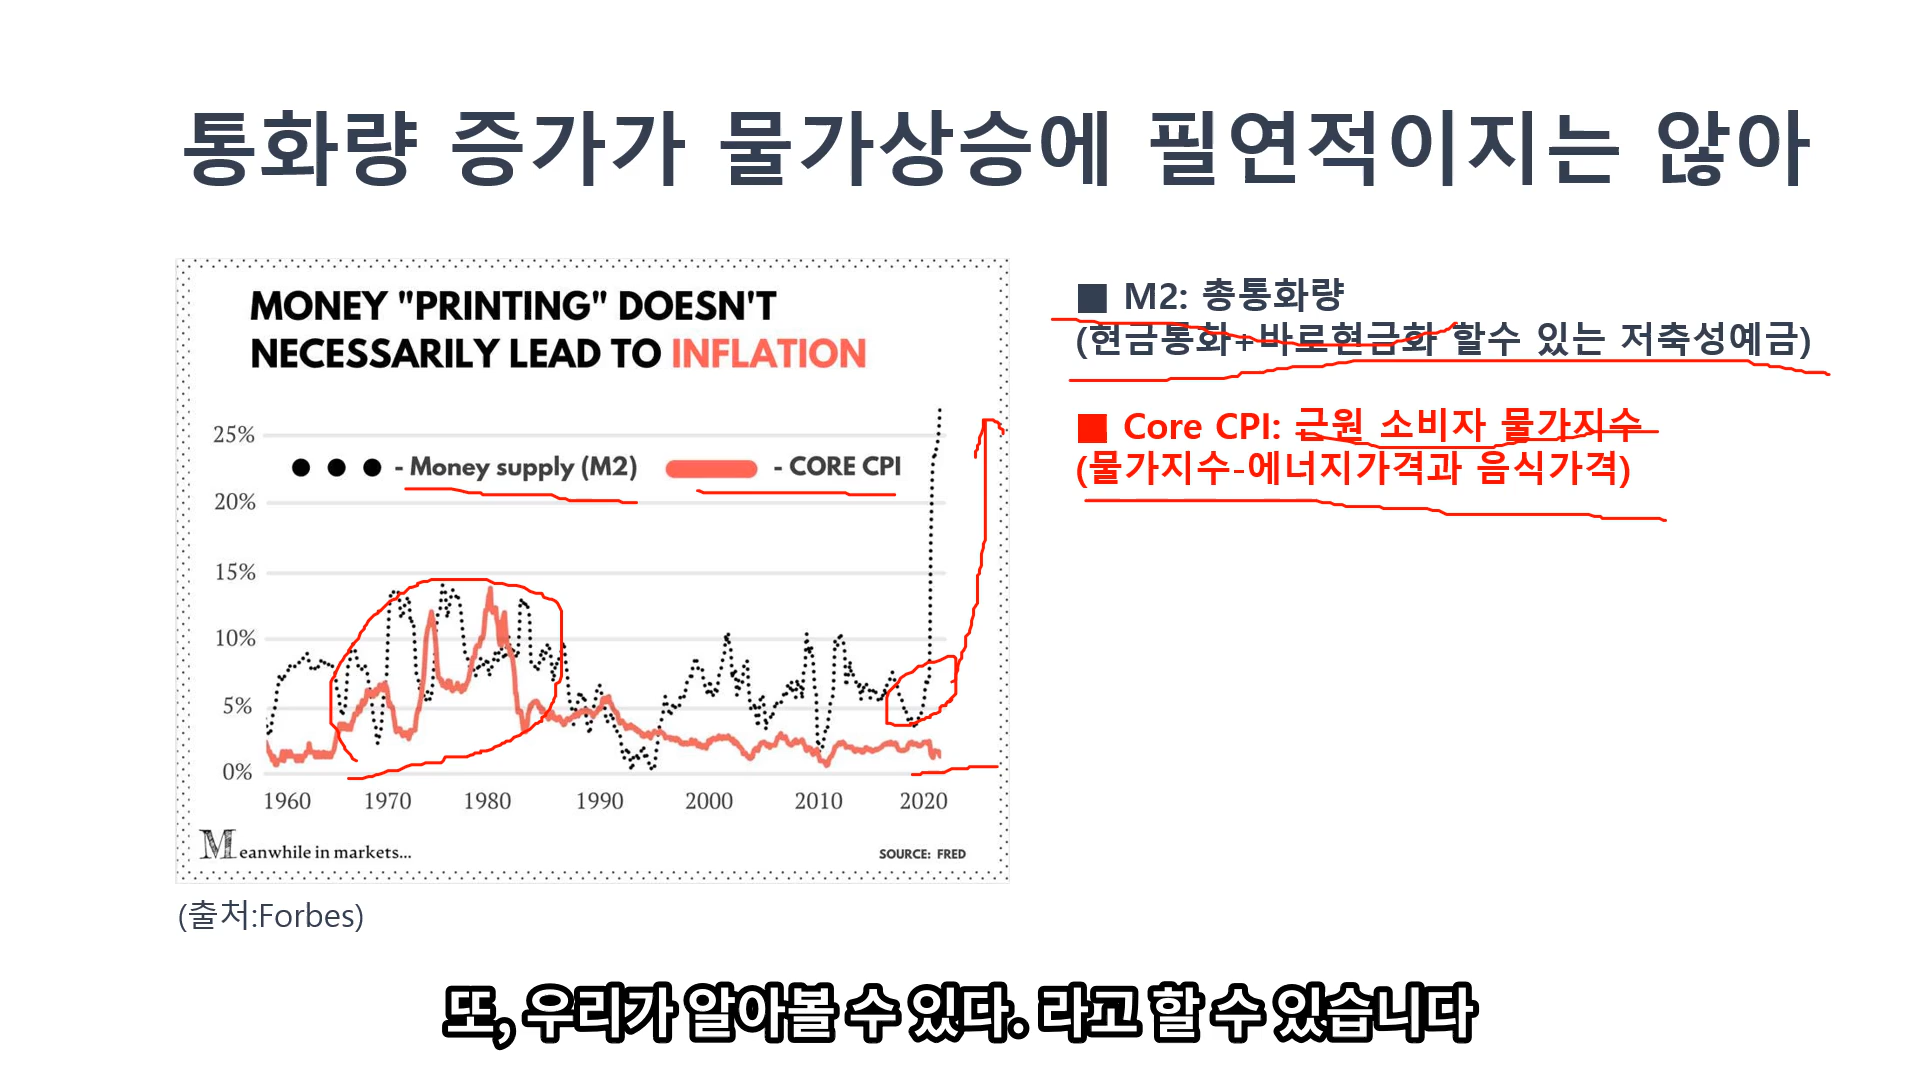 통화량 증가가 물가상승에 필연적이지는 않아
MONEY "PRINTING" DOESN'T
NECESSARILY LEAD TO INFLATION
25%
- Money supply (M2) - CORE CPI
20%
15%
10%
5%
0%
1960 1970 1980 1990 2000 2010 2020
Meanwhile in markets...
SOURCE: FRED
(출처:Forbes)
■ M2: 총통화량
(현금통화+바로현금화 할수 있는 저축성예금)
■ Core CPI: 근원 소비자 물가지수
(물가지수-에너지가격과 음식가격)
또, 우리가 알아볼 수 있다. 라고 할 수 있습니다